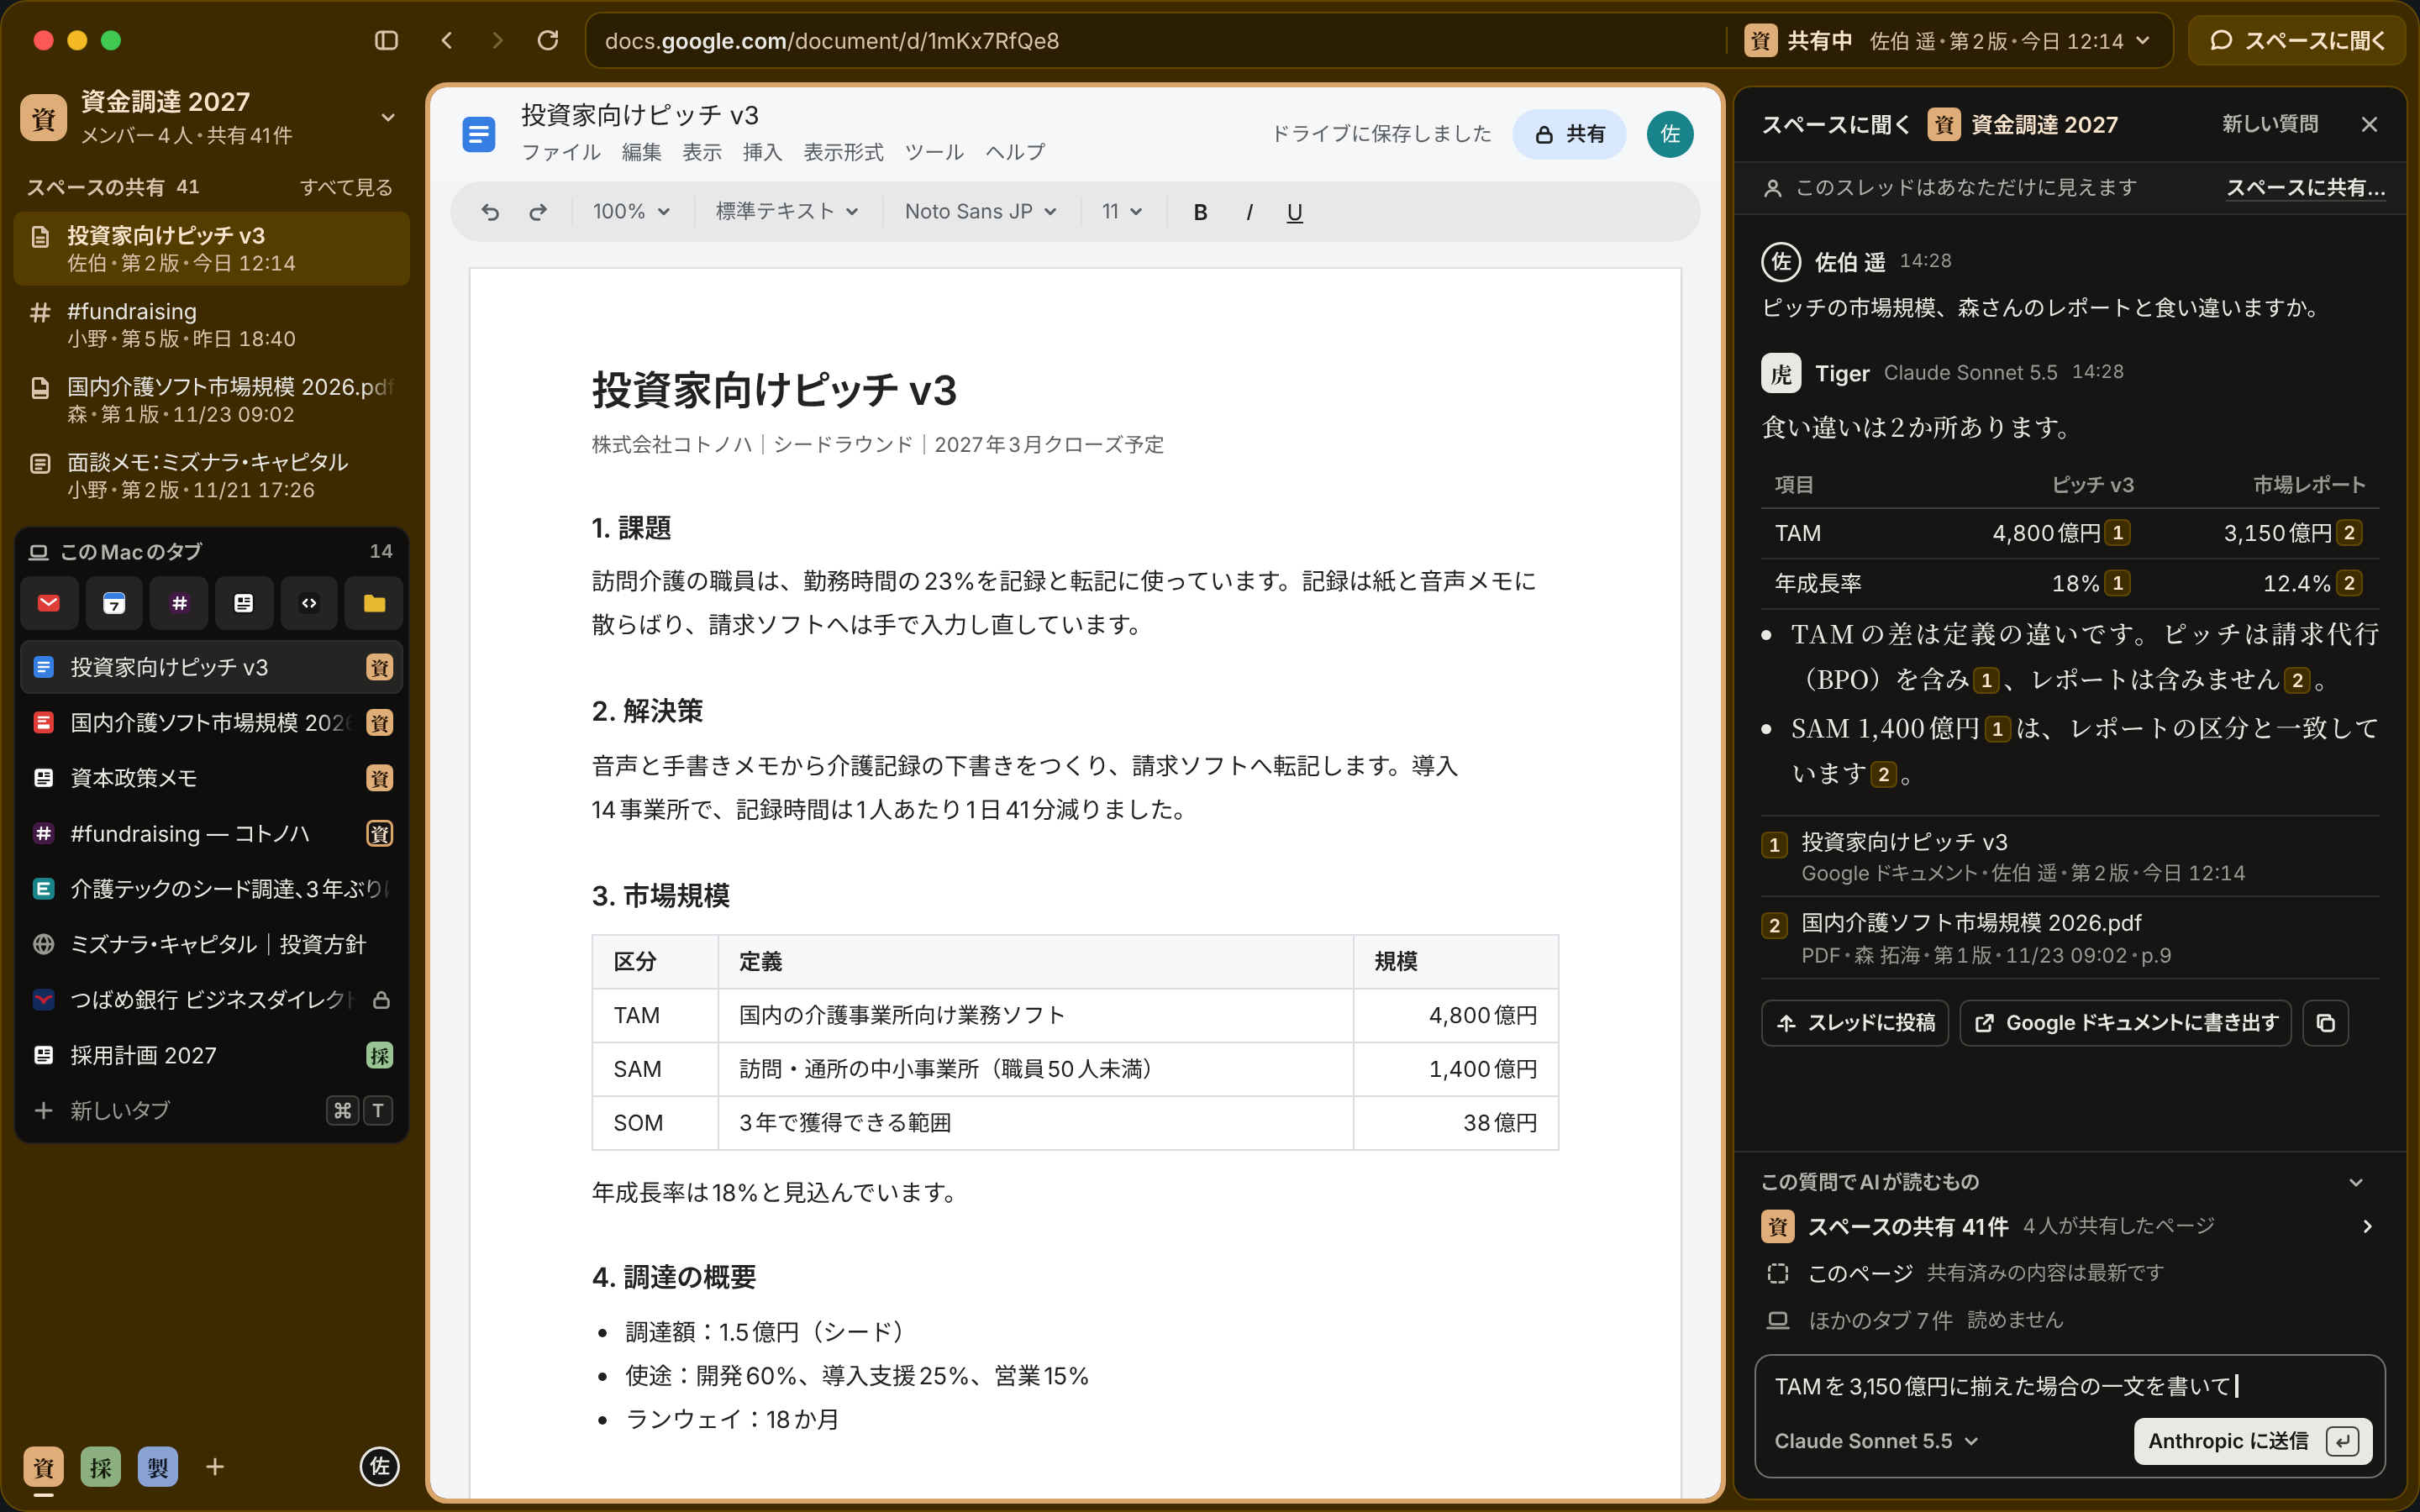 docs.google.com/document/d/1mKx7RfQe8
資 共有中 佐伯 遥・第2版・今日 12:14
スペースに聞く
資 資金調達 2027
メンバー4人・共有41件
スペースの共有 41 すべて見る
投資家向けピッチ v3
佐伯・第2版・今日 12:14
#fundraising
小野・第5版・昨日 18:40
国内介護ソフト市場規模 2026.pdf
森・第1版・11/23 09:02
面談メモ：ミズナラ・キャピタル
小野・第2版・11/21 17:26
このMacのタブ 14
7
投資家向けピッチ v3 資
国内介護ソフト市場規模 202 資
資本政策メモ 資
#fundraising — コトノハ 資
介護テックのシード調達、3年ぶり
ミズナラ・キャピタル｜投資方針
つばめ銀行 ビジネスダイレクト
採用計画 2027 採
新しいタブ ⌘ T
資 採 製 + 佐
投資家向けピッチ v3
ファイル 編集 表示 挿入 表示形式 ツール ヘルプ
ドライブに保存しました 共有 佐
100% 標準テキスト Noto Sans JP 11 B I U
投資家向けピッチ v3
株式会社コトノハ｜シードラウンド｜2027年3月クローズ予定
1. 課題
訪問介護の職員は、勤務時間の23%を記録と転記に使っています。記録は紙と音声メモに
散らばり、請求ソフトへは手で入力し直しています。
2. 解決策
音声と手書きメモから介護記録の下書きをつくり、請求ソフトへ転記します。導入
14事業所で、記録時間は1人あたり1日41分減りました。
3. 市場規模
区分 定義 規模
TAM 国内の介護事業所向け業務ソフト 4,800億円
SAM 訪問・通所の中小事業所（職員50人未満） 1,400億円
SOM 3年で獲得できる範囲 38億円
年成長率は18%と見込んでいます。
4. 調達の概要
• 調達額：1.5億円（シード）
• 使途：開発60%、導入支援25%、営業15%
• ランウェイ：18か月
スペースに聞く 資 資金調達 2027 新しい質問
このスレッドはあなただけに見えます スペースに共有…
佐 佐伯 遥 14:28
ピッチの市場規模、森さんのレポートと食い違いますか。
虎 Tiger Claude Sonnet 5.5 14:28
食い違いは2か所あります。
項目 ピッチ v3 市場レポート
TAM 4,800億円 1 3,150億円 2
年成長率 18% 1 12.4% 2
• TAMの差は定義の違いです。ピッチは請求代行
（BPO）を含み 1 、レポートは含みません 2 。
• SAM 1,400億円 1 は、レポートの区分と一致して
います 2 。
1 投資家向けピッチ v3
Google ドキュメント・佐伯 遥・第2版・今日 12:14
2 国内介護ソフト市場規模 2026.pdf
PDF・森 拓海・第1版・11/23 09:02・p.9
スレッドに投稿 Google ドキュメントに書き出す
この質問でAIが読むもの
資 スペースの共有 41件 4人が共有したページ
このページ 共有済みの内容は最新です
ほかのタブ7件 読めません
TAMを3,150億円に揃えた場合の一文を書いて
Claude Sonnet 5.5 Anthropic に送信